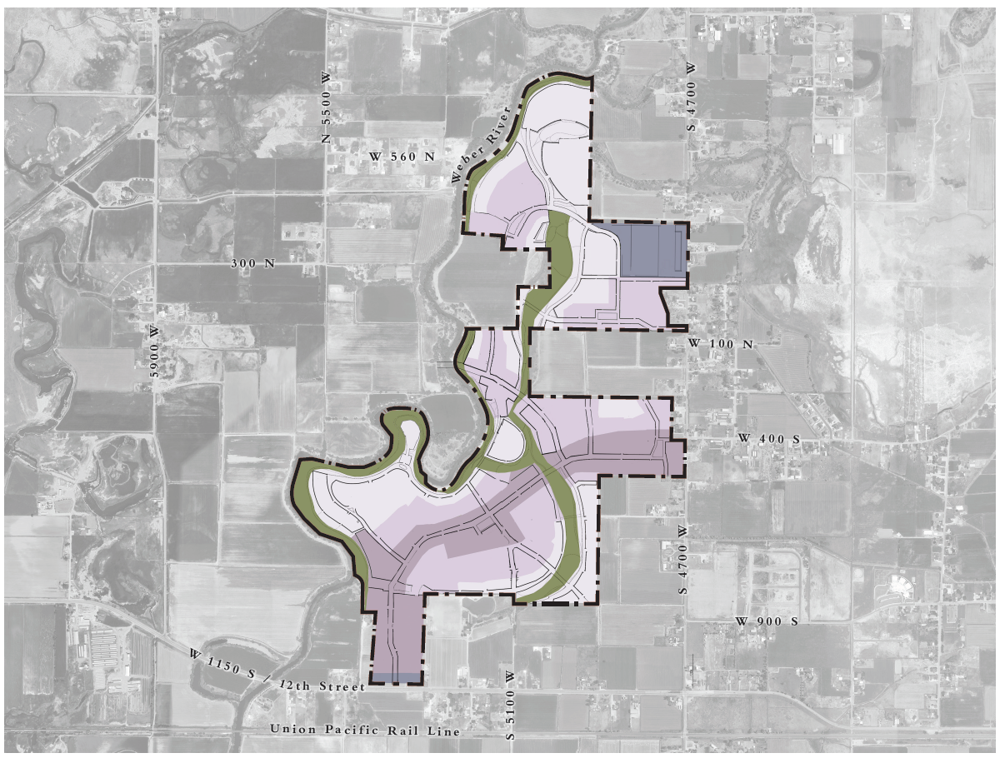 N 5500 W
S 4700 W
Weber River
W 560 N
300 N
5900 W
W 100 N
W 400 S
S 4700 W
W 900 S
W 1150 S / 12th Street
S 5100 W
Union Pacific Rail Line